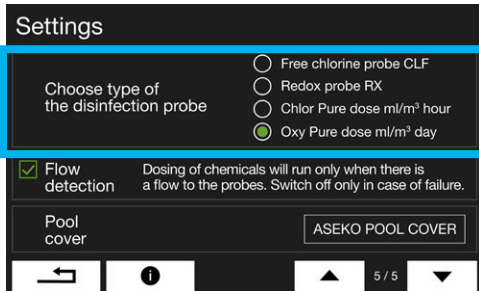 Settings
Choose type of
the disinfection probe
Free chlorine probe CLF
Redox probe RX
Chlor Pure dose ml/m³ hour
Oxy Pure dose ml/m³ day
Flow
detection
Dosing of chemicals will run only when there is
a flow to the probes. Switch off only in case of failure.
Pool
cover
ASEKO POOL COVER
i
5/5